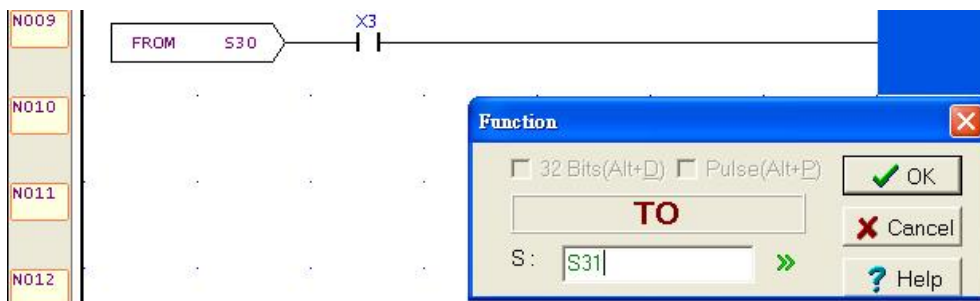 N009
X3
FROM S30
N010
Function
32 Bits(Alt+D) Pulse(Alt+P)
OK
N011
TO
Cancel
S: S31
Help
N012